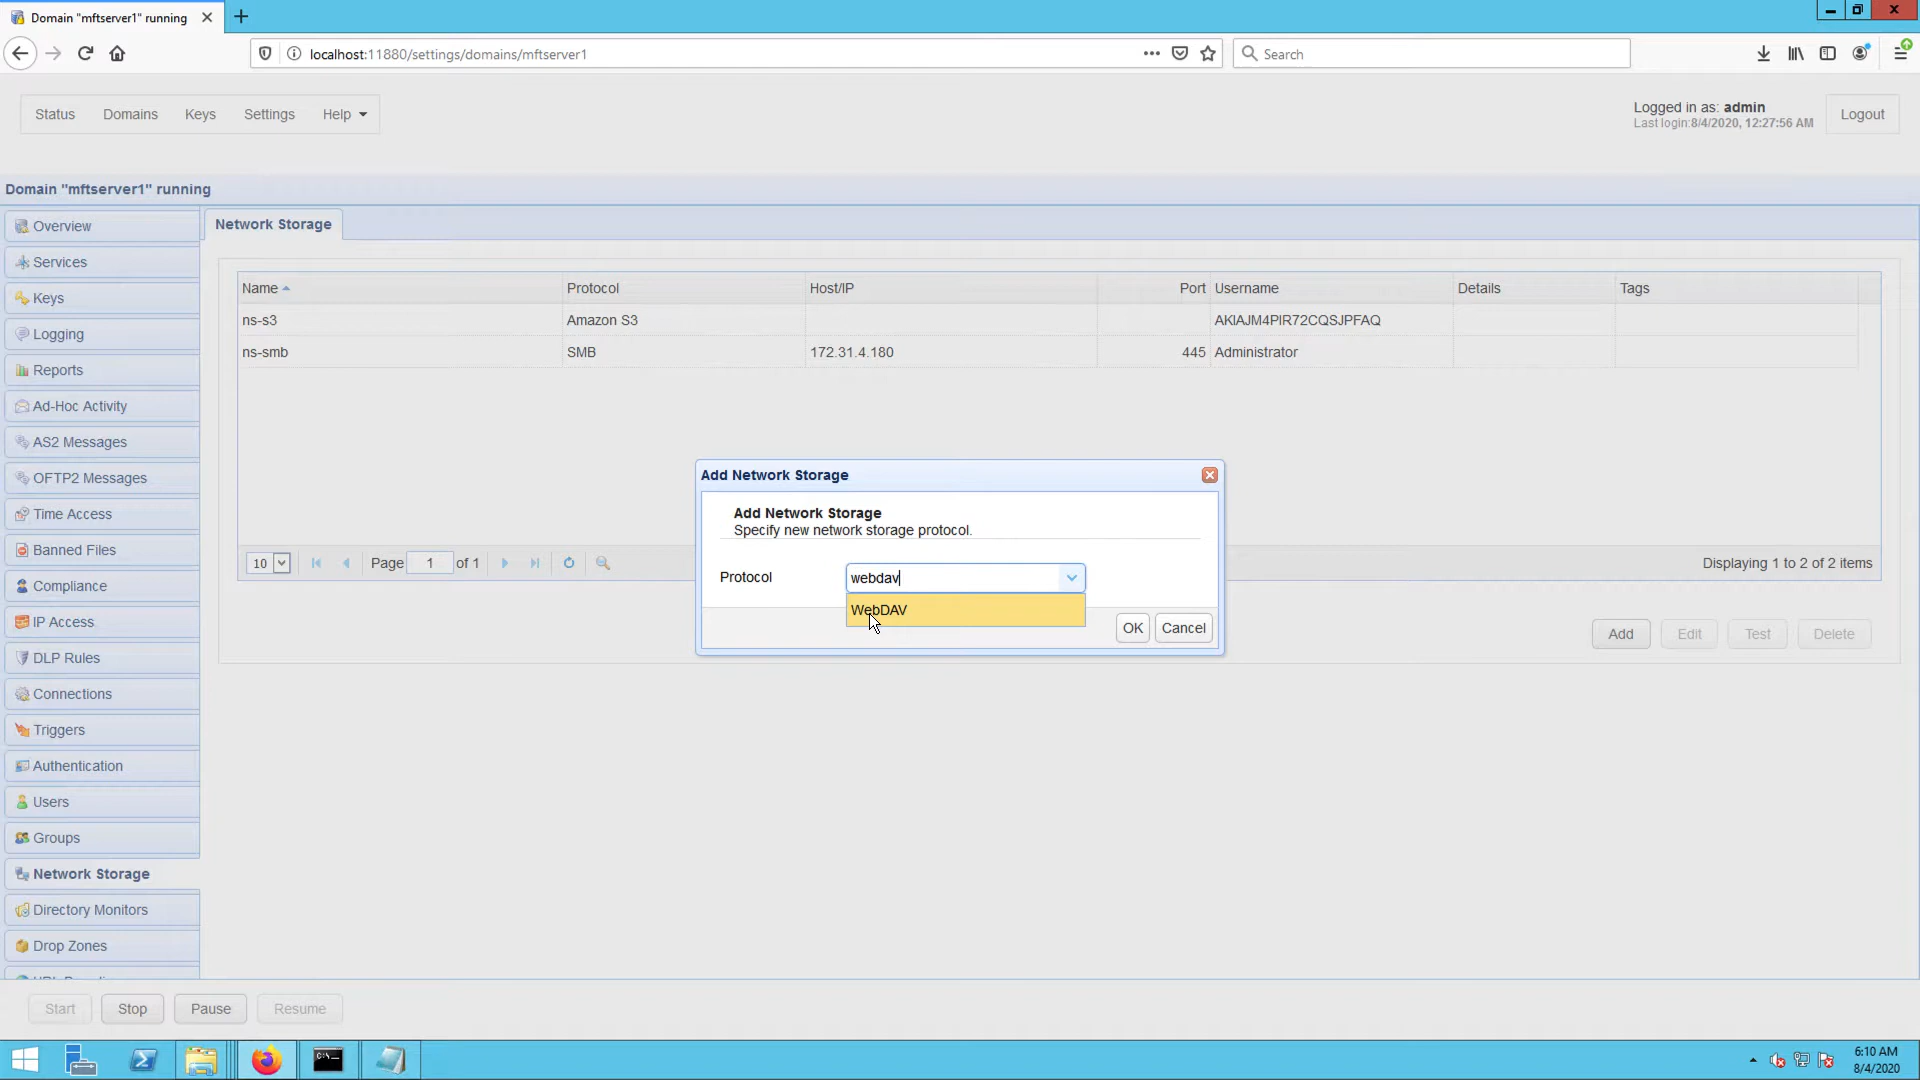 Domain "mftserver1" running
localhost:11880/settings/domains/mftserver1
Search
Status
Domains
Keys
Settings
Help
Logged in as: admin
Last login:8/4/2020, 12:27:56 AM
Logout
Domain "mftserver1" running
Overview
Services
Keys
Logging
Reports
Ad-Hoc Activity
AS2 Messages
OFTP2 Messages
Time Access
Banned Files
Compliance
IP Access
DLP Rules
Connections
Triggers
Authentication
Users
Groups
Network Storage
Directory Monitors
Drop Zones
Network Storage
Name Protocol Host/IP Port Username Details Tags
ns-s3 Amazon S3 AKIAJM4PIR72CQSJPFAQ
ns-smb SMB 172.31.4.180 445 Administrator
10
Page 1 of 1
Displaying 1 to 2 of 2 items
Add Edit Test Delete
Add Network Storage
Add Network Storage
Specify new network storage protocol.
Protocol webdav
WebDAV
OK Cancel
Start Stop Pause Resume
6:10 AM
8/4/2020